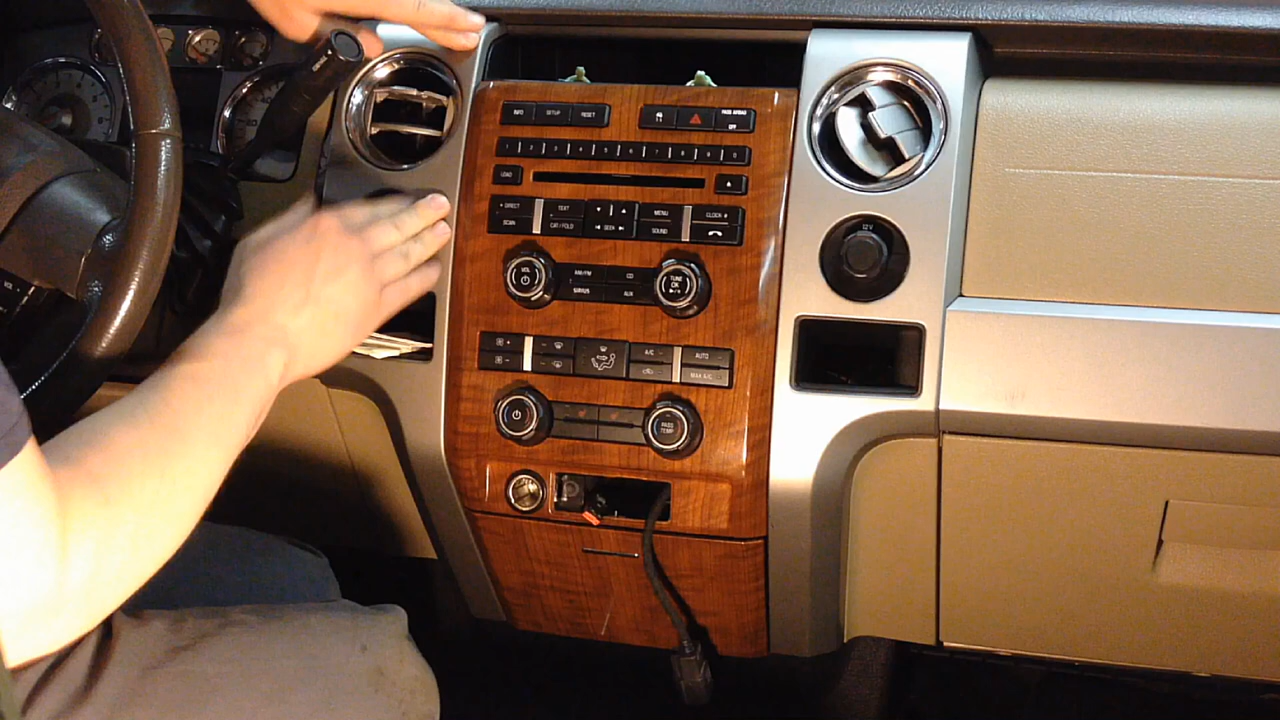 INFO SETUP RESET
PASS AIRBAG
OFF
1 2 3 4 5 6 7 8 9 0
LOAD
DIRECT TEXT MENU CLOCK
SCAN CAT/FOLD SEEK SOUND
VOL
AM/FM CD
SIRIUS AUX
TUNE
OK
12V
A/C AUTO
MAX A/C
PASS
TEMP
VOL